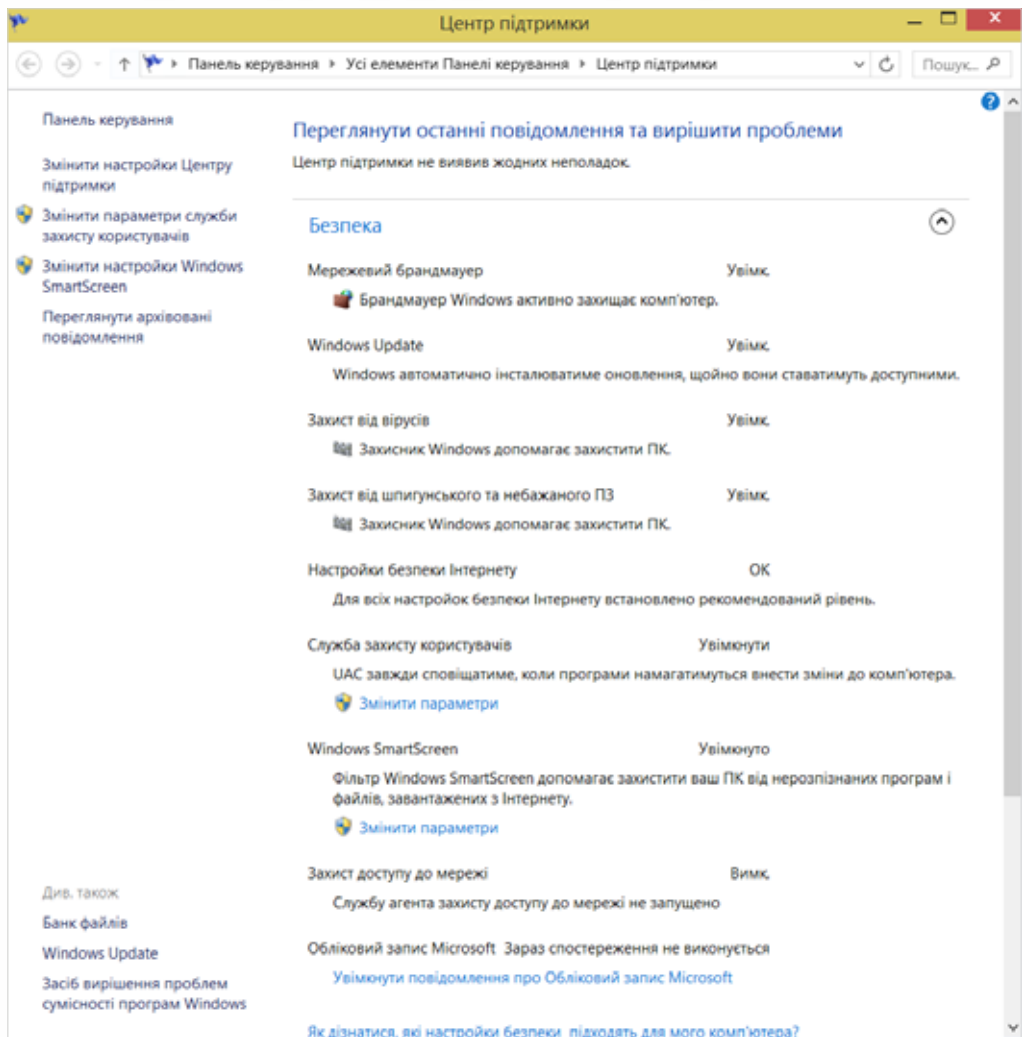 Центр підтримки
Панель керування Усі елементи Панелі керування Центр підтримки Пошук...
Панель керування
Змінити настройки Центру
підтримки
Змінити параметри служби
захисту користувачів
Змінити настройки Windows
SmartScreen
Переглянути архівовані
повідомлення
Переглянути останні повідомлення та вирішити проблеми
Центр підтримки не виявив жодних неполадок.
Безпека
Мережевий брандмауер Увімк.
Брандмауер Windows активно захищає комп'ютер.
Windows Update Увімк.
Windows автоматично інсталюватиме оновлення, щойно вони ставатимуть доступними.
Захист від вірусів Увімк.
Захисник Windows допомагає захистити ПК.
Захист від шпигунського та небажаного ПЗ Увімк.
Захисник Windows допомагає захистити ПК.
Настройки безпеки Інтернету OK
Для всіх настройок безпеки Інтернету встановлено рекомендований рівень.
Служба захисту користувачів Увімкнути
UAC завжди сповіщатиме, коли програми намагатимуться внести зміни до комп'ютера.
Змінити параметри
Windows SmartScreen Увімкнуто
Фільтр Windows SmartScreen допомагає захистити ваш ПК від нерозпізнаних програм і
файлів, завантажених з Інтернету.
Змінити параметри
Захист доступу до мережі Вимк.
Службу агента захисту доступу до мережі не запущено
Обліковий запис Microsoft Зараз спостереження не виконується
Увімкнути повідомлення про Обліковий запис Microsoft
Як дізнатися, які настройки безпеки підходять для мого комп'ютера?
Див. також
Банк файлів
Windows Update
Засіб вирішення проблем
сумісності програм Windows